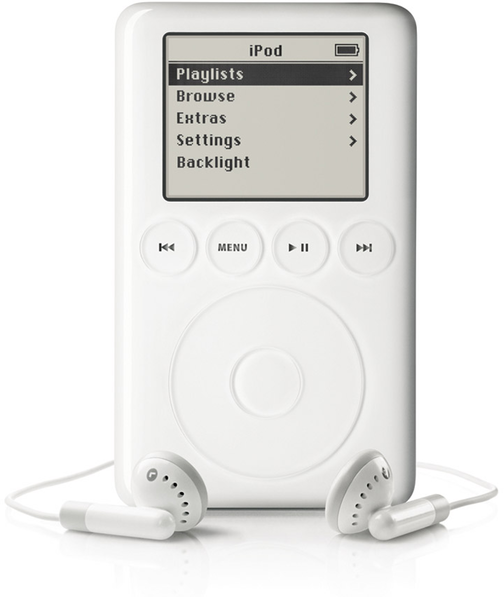 iPod
Playlists
Browse
Extras
Settings
Backlight
MENU